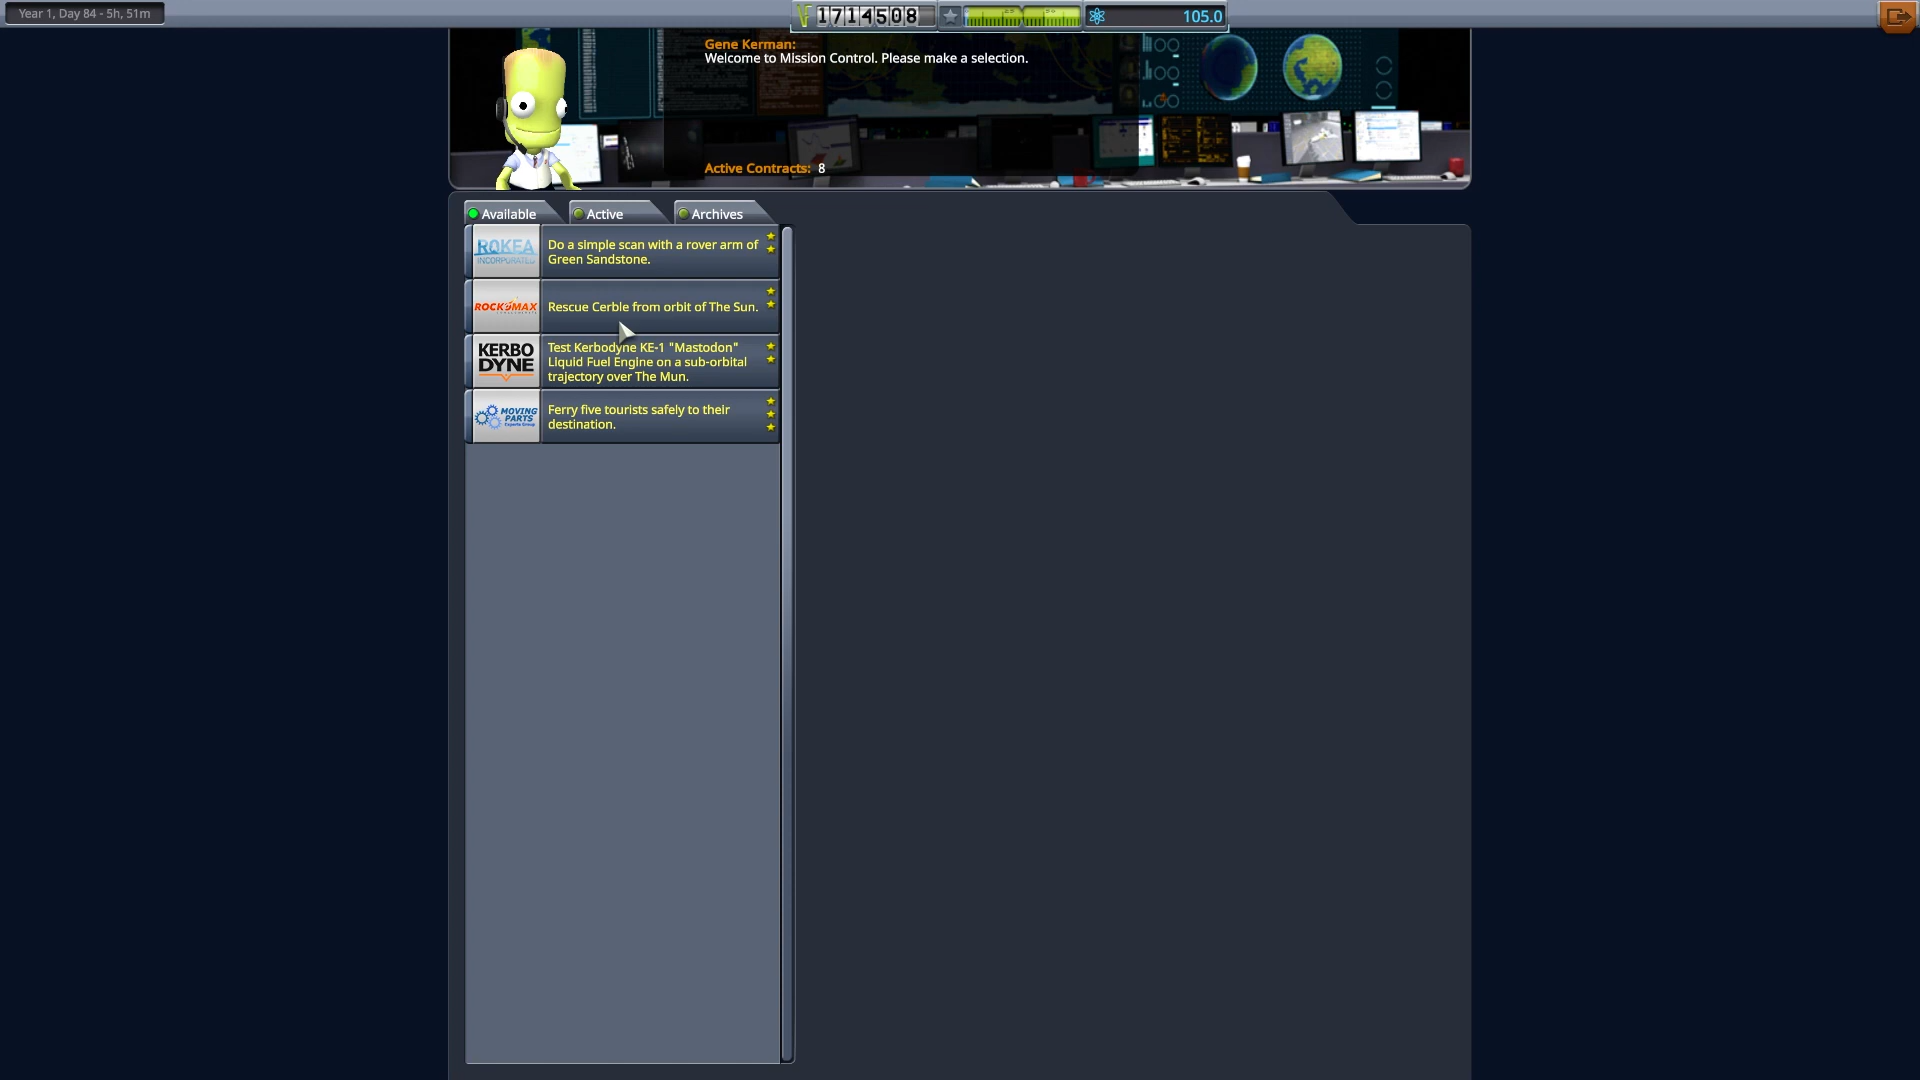 Year 1, Day 84 - 5h, 51m
1714508
105.0
Gene Kerman:
Welcome to Mission Control. Please make a selection.
Active Contracts: 8
Available
Active
Archives
ROKEA
INCORPORATED
Do a simple scan with a rover arm of
Green Sandstone.
ROCKOMAX
Rescue Cerble from orbit of The Sun.
KERBO
DYNE
Test Kerbodyne KE-1 "Mastodon"
Liquid Fuel Engine on a sub-orbital
trajectory over The Mun.
MOVING
PARTS
Experts Group
Ferry five tourists safely to their
destination.